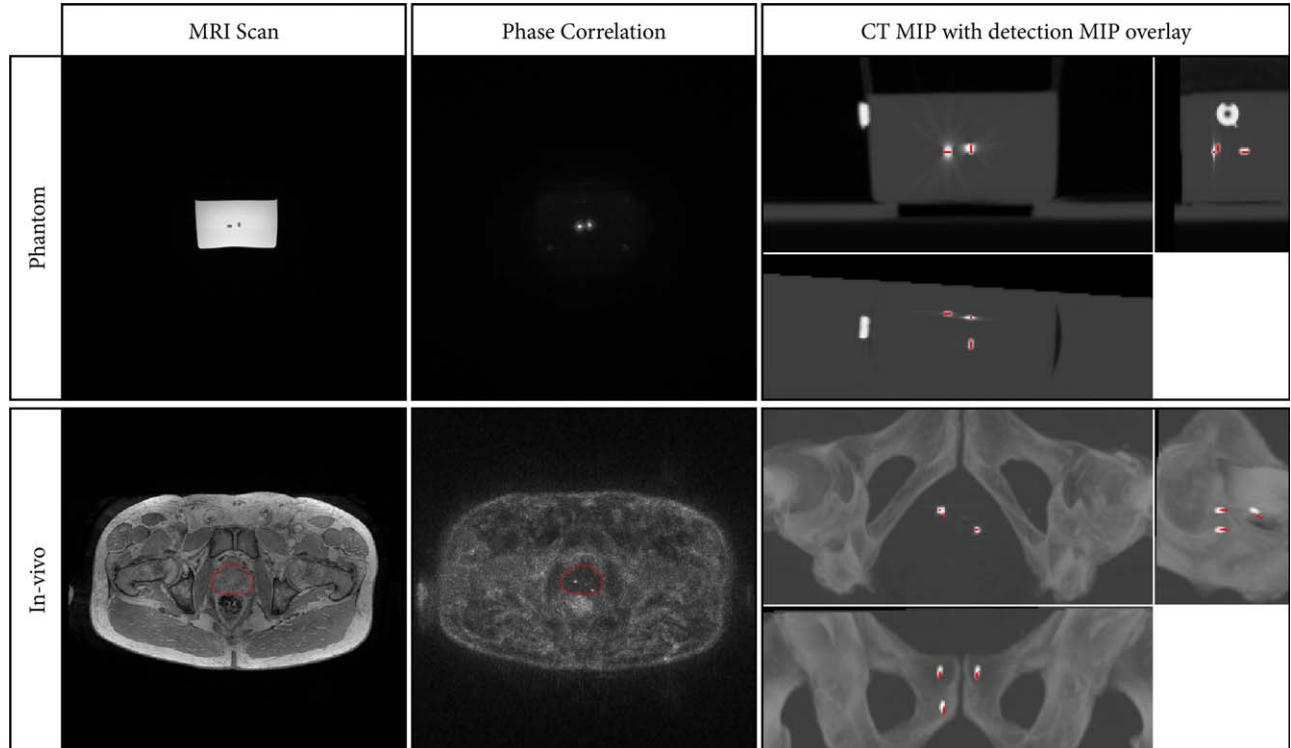 MRI Scan
Phase Correlation
CT MIP with detection MIP overlay
Phantom
In-vivo